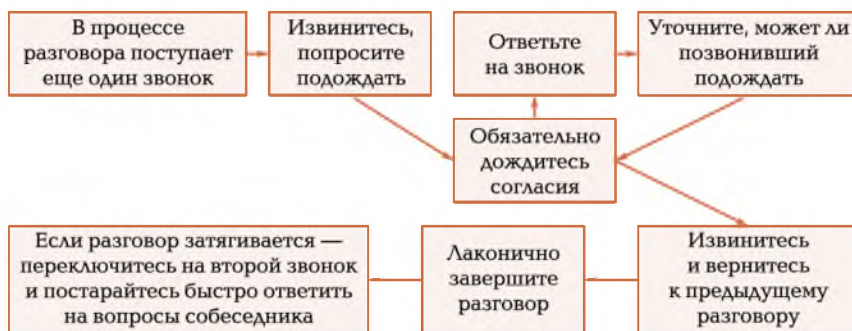 В процессе
разговора поступает
еще один звонок
Извинитесь,
попросите
подождать
Ответьте
на звонок
Уточните, может ли
позвонивший
подождать
Обязательно
дождитесь
согласия
Если разговор затягивается —
переключитесь на второй звонок
и постарайтесь быстро ответить
на вопросы собеседника
Лаконично
завершите
разговор
Извинитесь
и вернитесь
к предыдущему
разговору